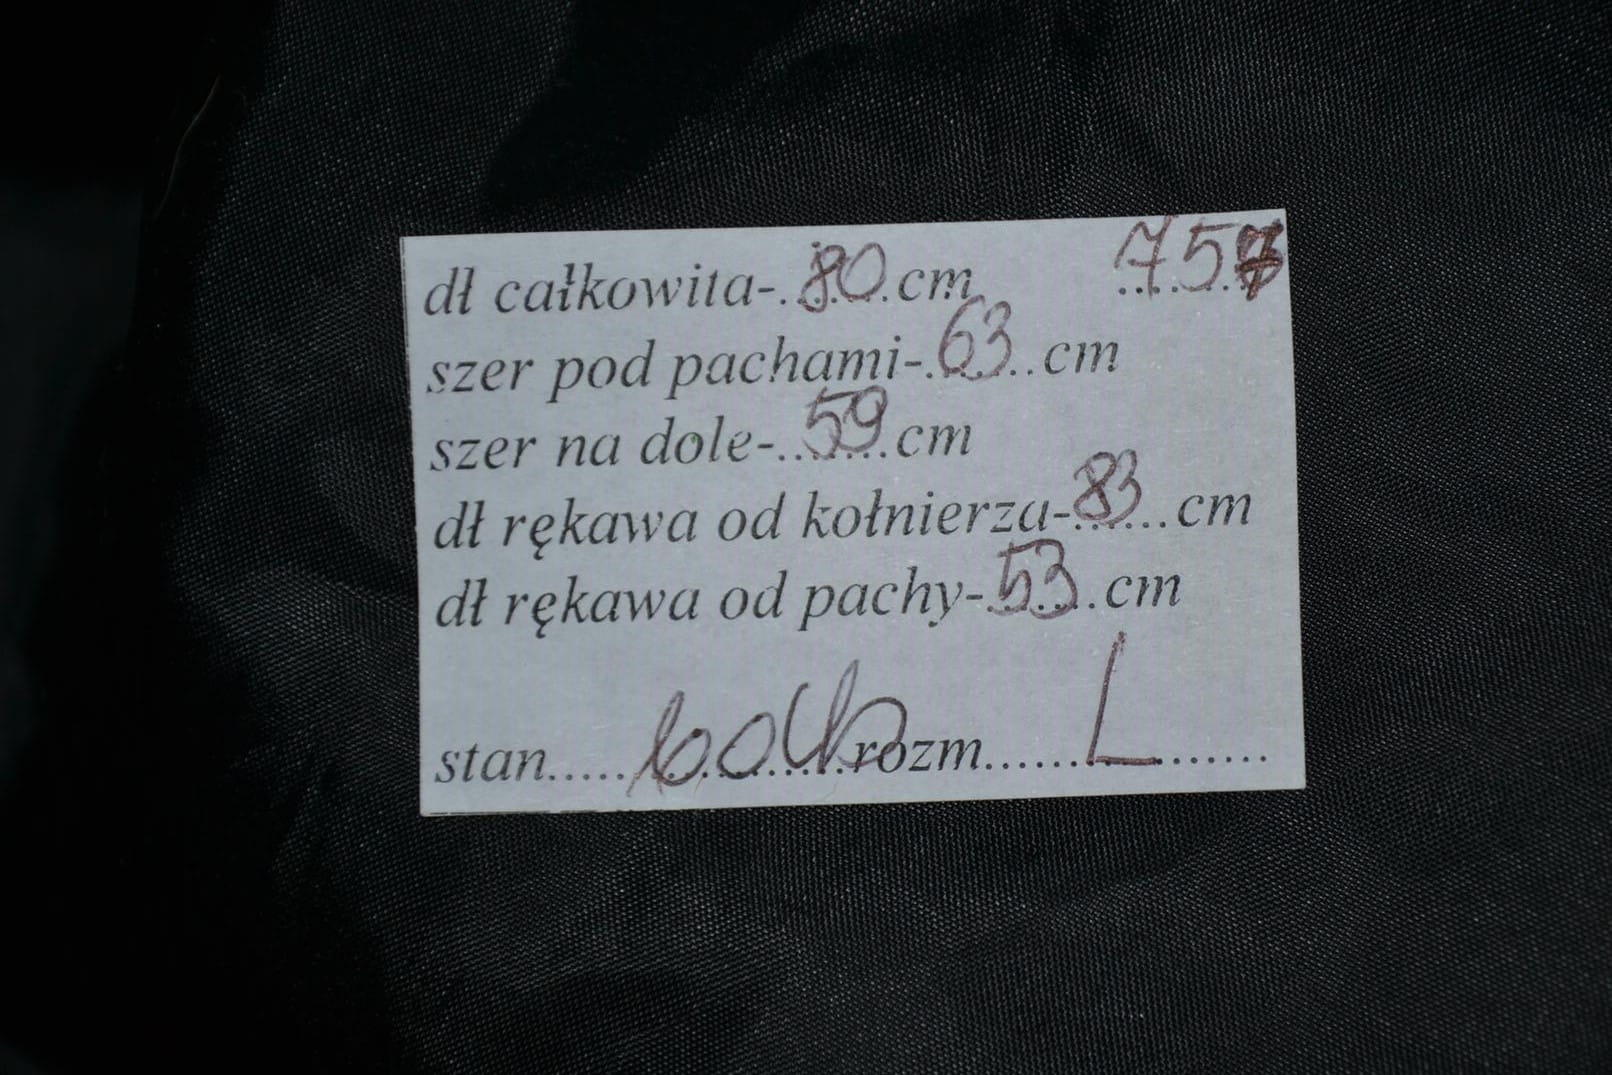 dł całkowita-..80..cm ..757
szer pod pachami-..63..cm
szer na dole-..59..cm
dł rękawa od kołnierza-83...cm
dł rękawa od pachy-.53..cm
stan..... rozm.....L.......